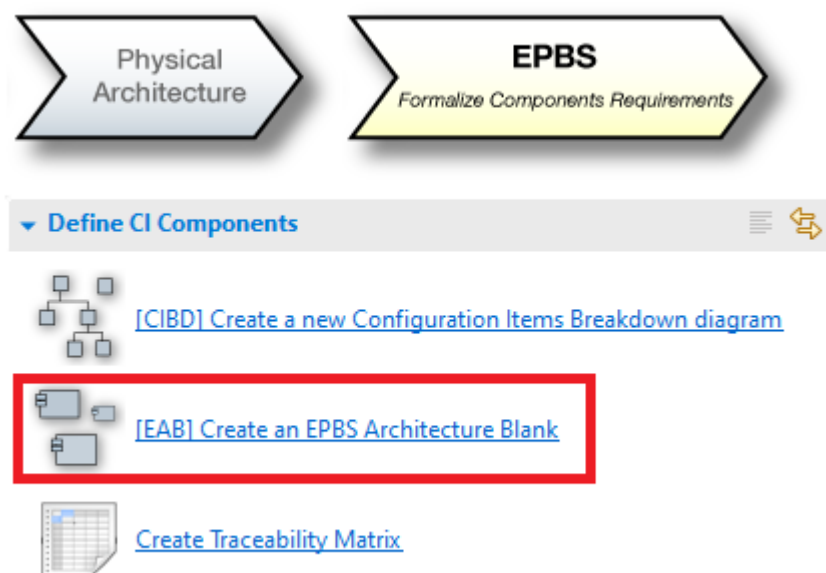 Physical
Architecture
EPBS
Formalize Components Requirements
Define CI Components
[CIBD] Create a new Configuration Items Breakdown diagram
[EAB] Create an EPBS Architecture Blank
Create Traceability Matrix